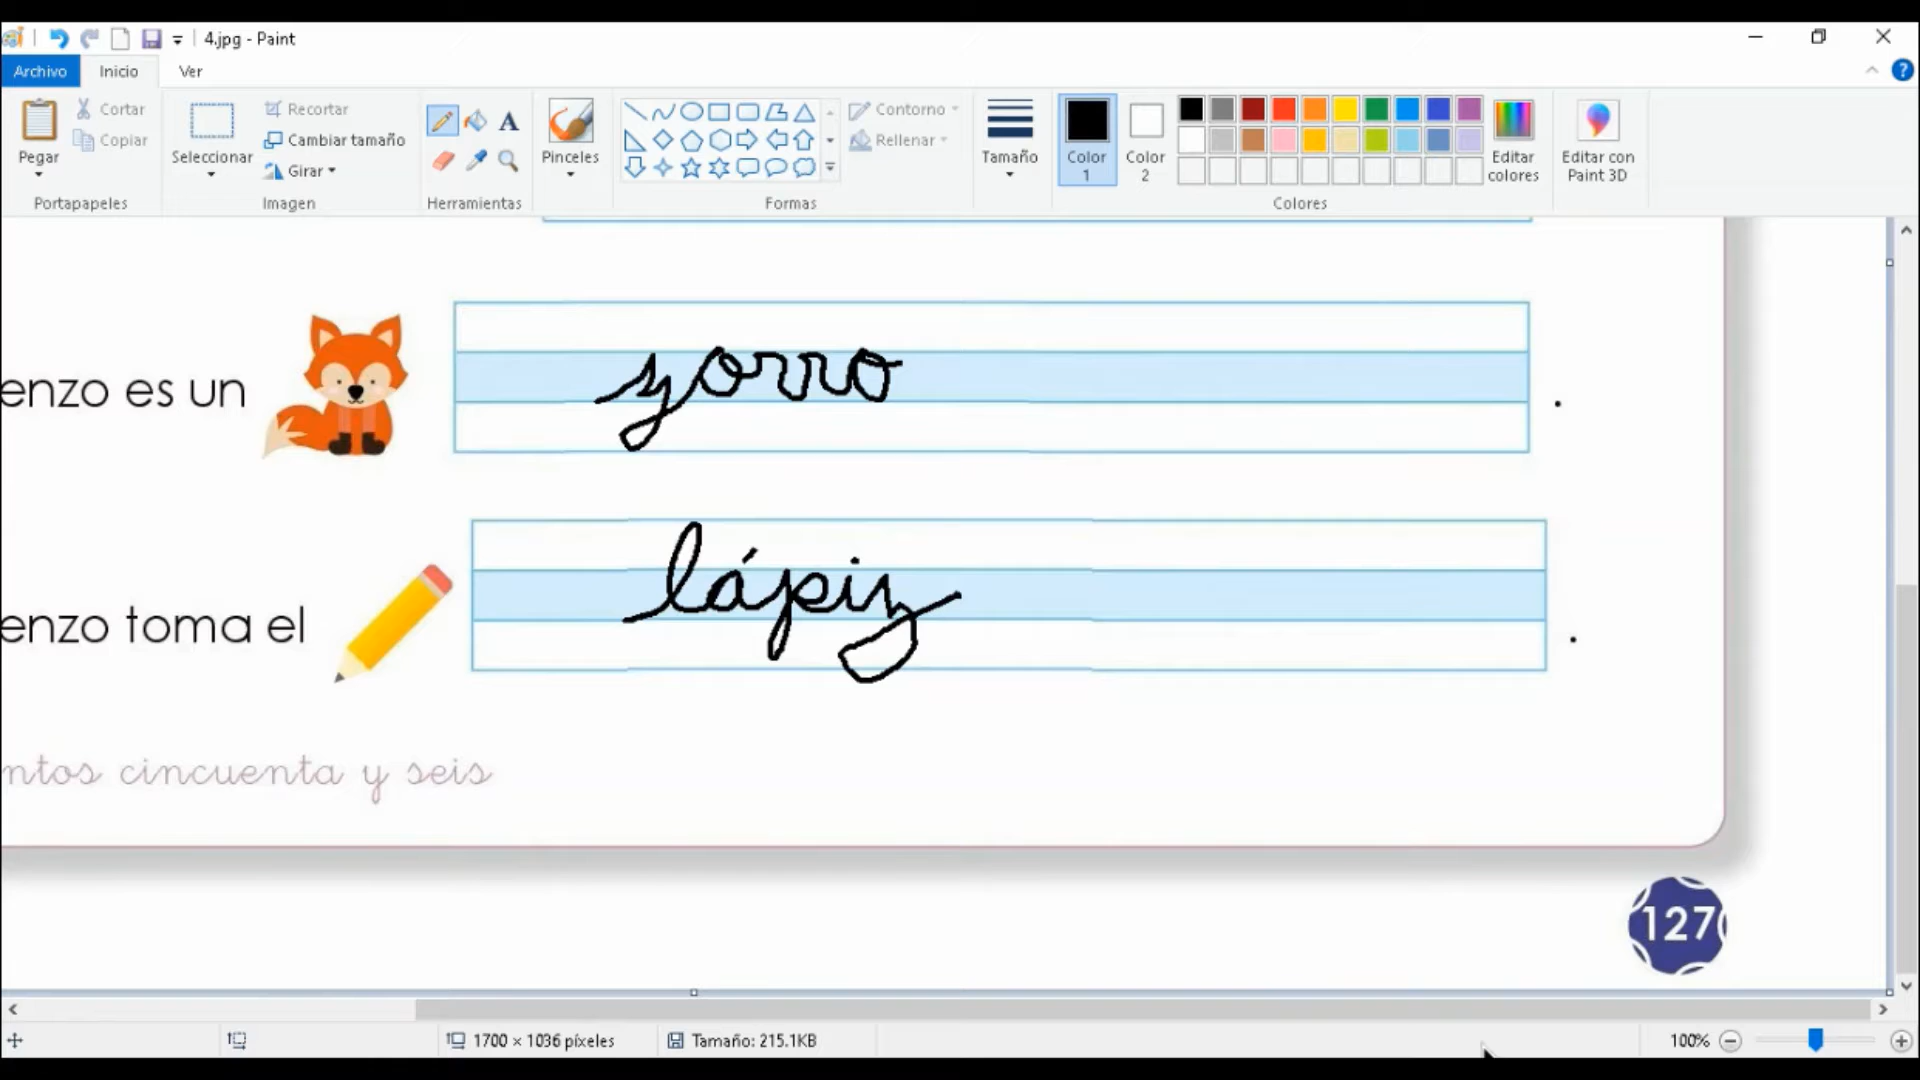 4.jpg - Paint
Archivo Inicio Ver
Pegar
Cortar
Copiar
Portapapeles
Seleccionar
Recortar
Cambiar tamaño
Girar
Imagen
Herramientas
A
Pinceles
Formas
Contorno
Rellenar
Tamaño
Color 1
Color 2
Editar colores
Colores
Editar con Paint 3D
enzo es un zorro .
enzo toma el lápiz .
ntos cincuenta y seis
127
1700 × 1036 píxeles
Tamaño: 215.1KB
100%